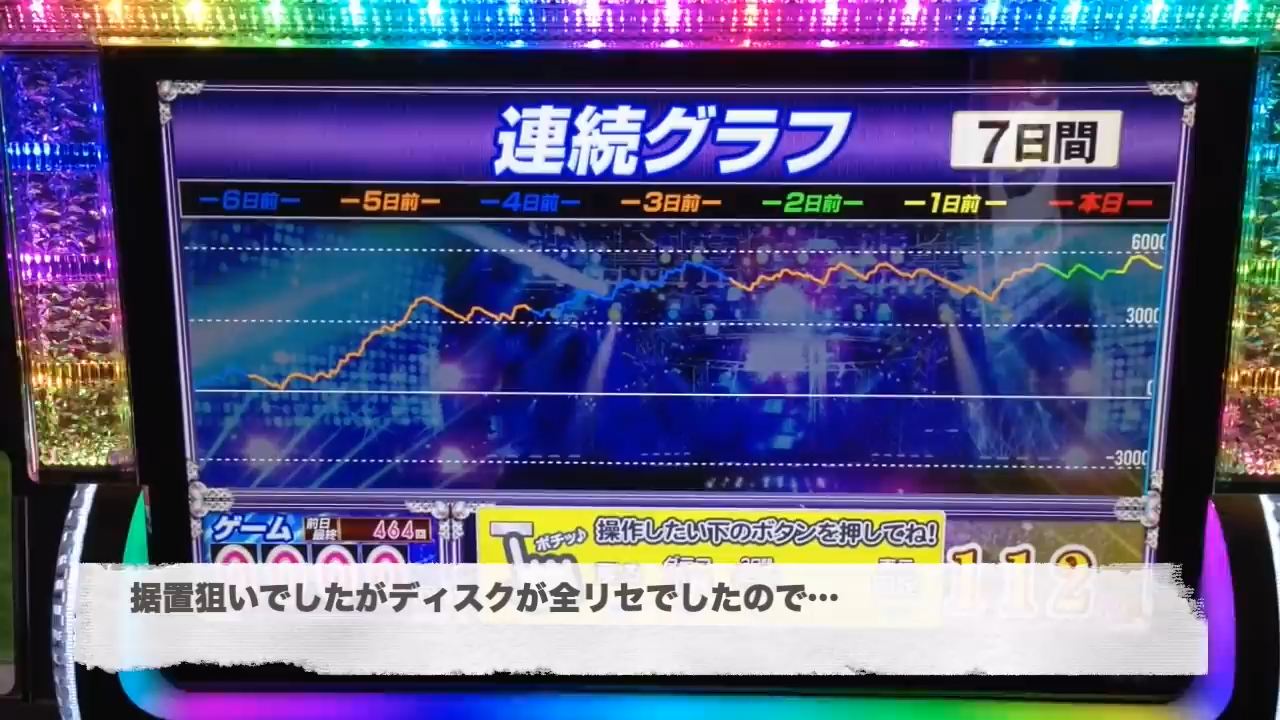 連続グラフ
7日間
6日前
5日前
4日前
3日前
2日前
1日前
本日
6000
3000
0
-3000
ゲーム
前日最終
464回
ポチッ♪
操作したい下のボタンを押してね!
112
据置狙いでしたがディスクが全リセでしたので…